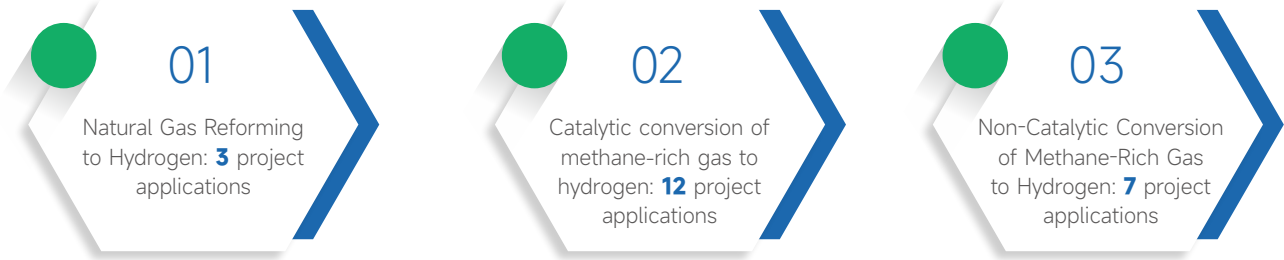 01
Natural Gas Reforming
to Hydrogen: 3 project
applications
02
Catalytic conversion of
methane-rich gas to
hydrogen: 12 project
applications
03
Non-Catalytic Conversion
of Methane-Rich Gas
to Hydrogen: 7 project
applications